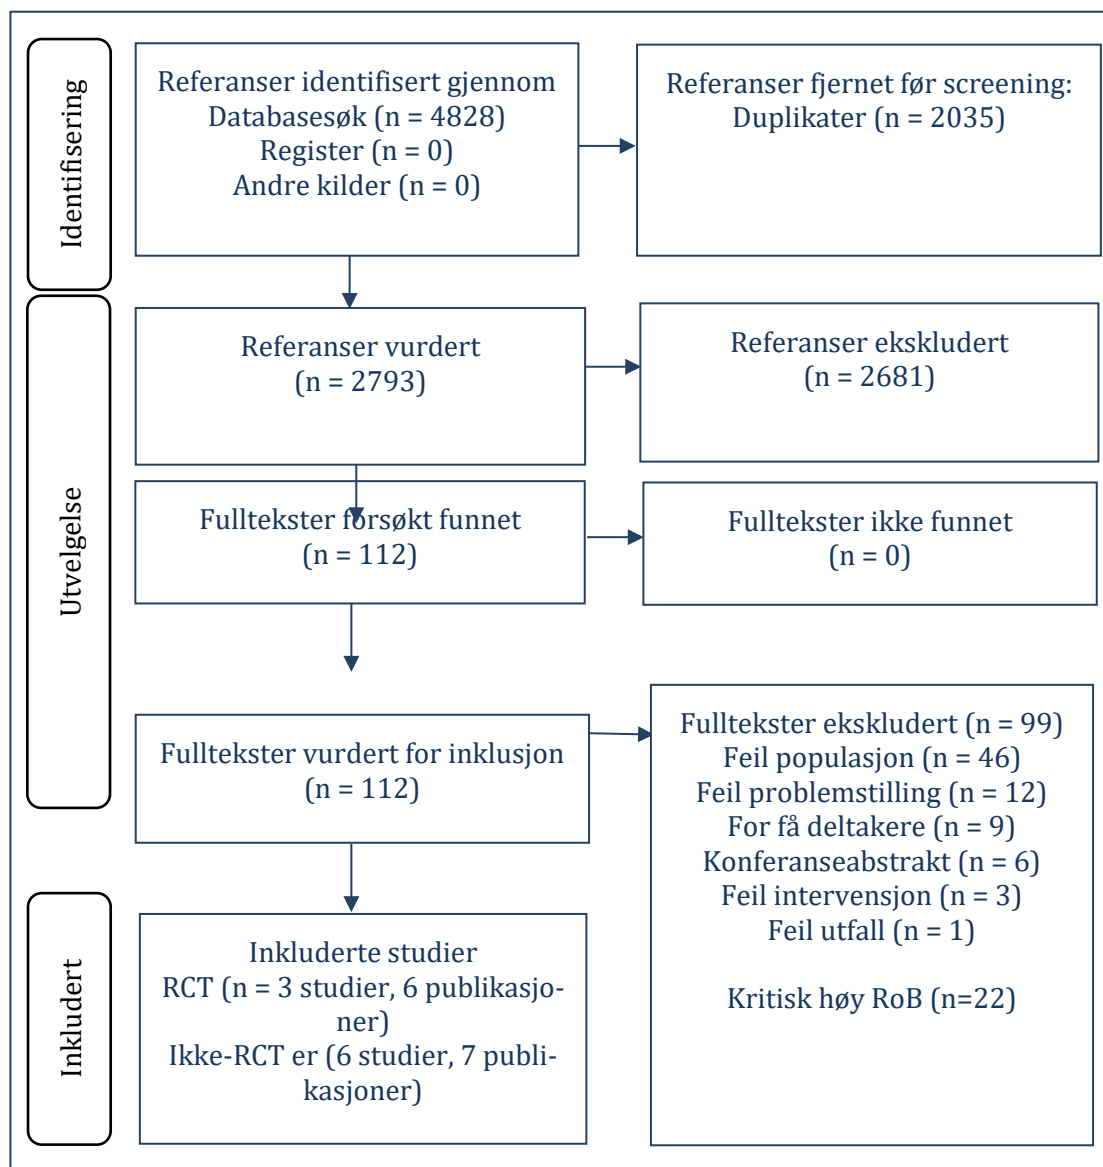 Identifisering
Referanser identifisert gjennom
Databasesøk (n = 4828)
Register (n = 0)
Andre kilder (n = 0)
Referanser fjernet før screening:
Duplikater (n = 2035)
Utvelgelse
Referanser vurdert
(n = 2793)
Referanser ekskludert
(n = 2681)
Fulltekster forsøkt funnet
(n = 112)
Fulltekster ikke funnet
(n = 0)
Fulltekster vurdert for inklusjon
(n = 112)
Fulltekster ekskludert (n = 99)
Feil populasjon (n = 46)
Feil problemstilling (n = 12)
For få deltakere (n = 9)
Konferanseabstrakt (n = 6)
Feil intervensjon (n = 3)
Feil utfall (n = 1)
Kritisk høy RoB (n=22)
Inkludert
Inkluderte studier
RCT (n = 3 studier, 6 publikasjo-
ner)
Ikke-RCT er (6 studier, 7 publi-
kasjoner)